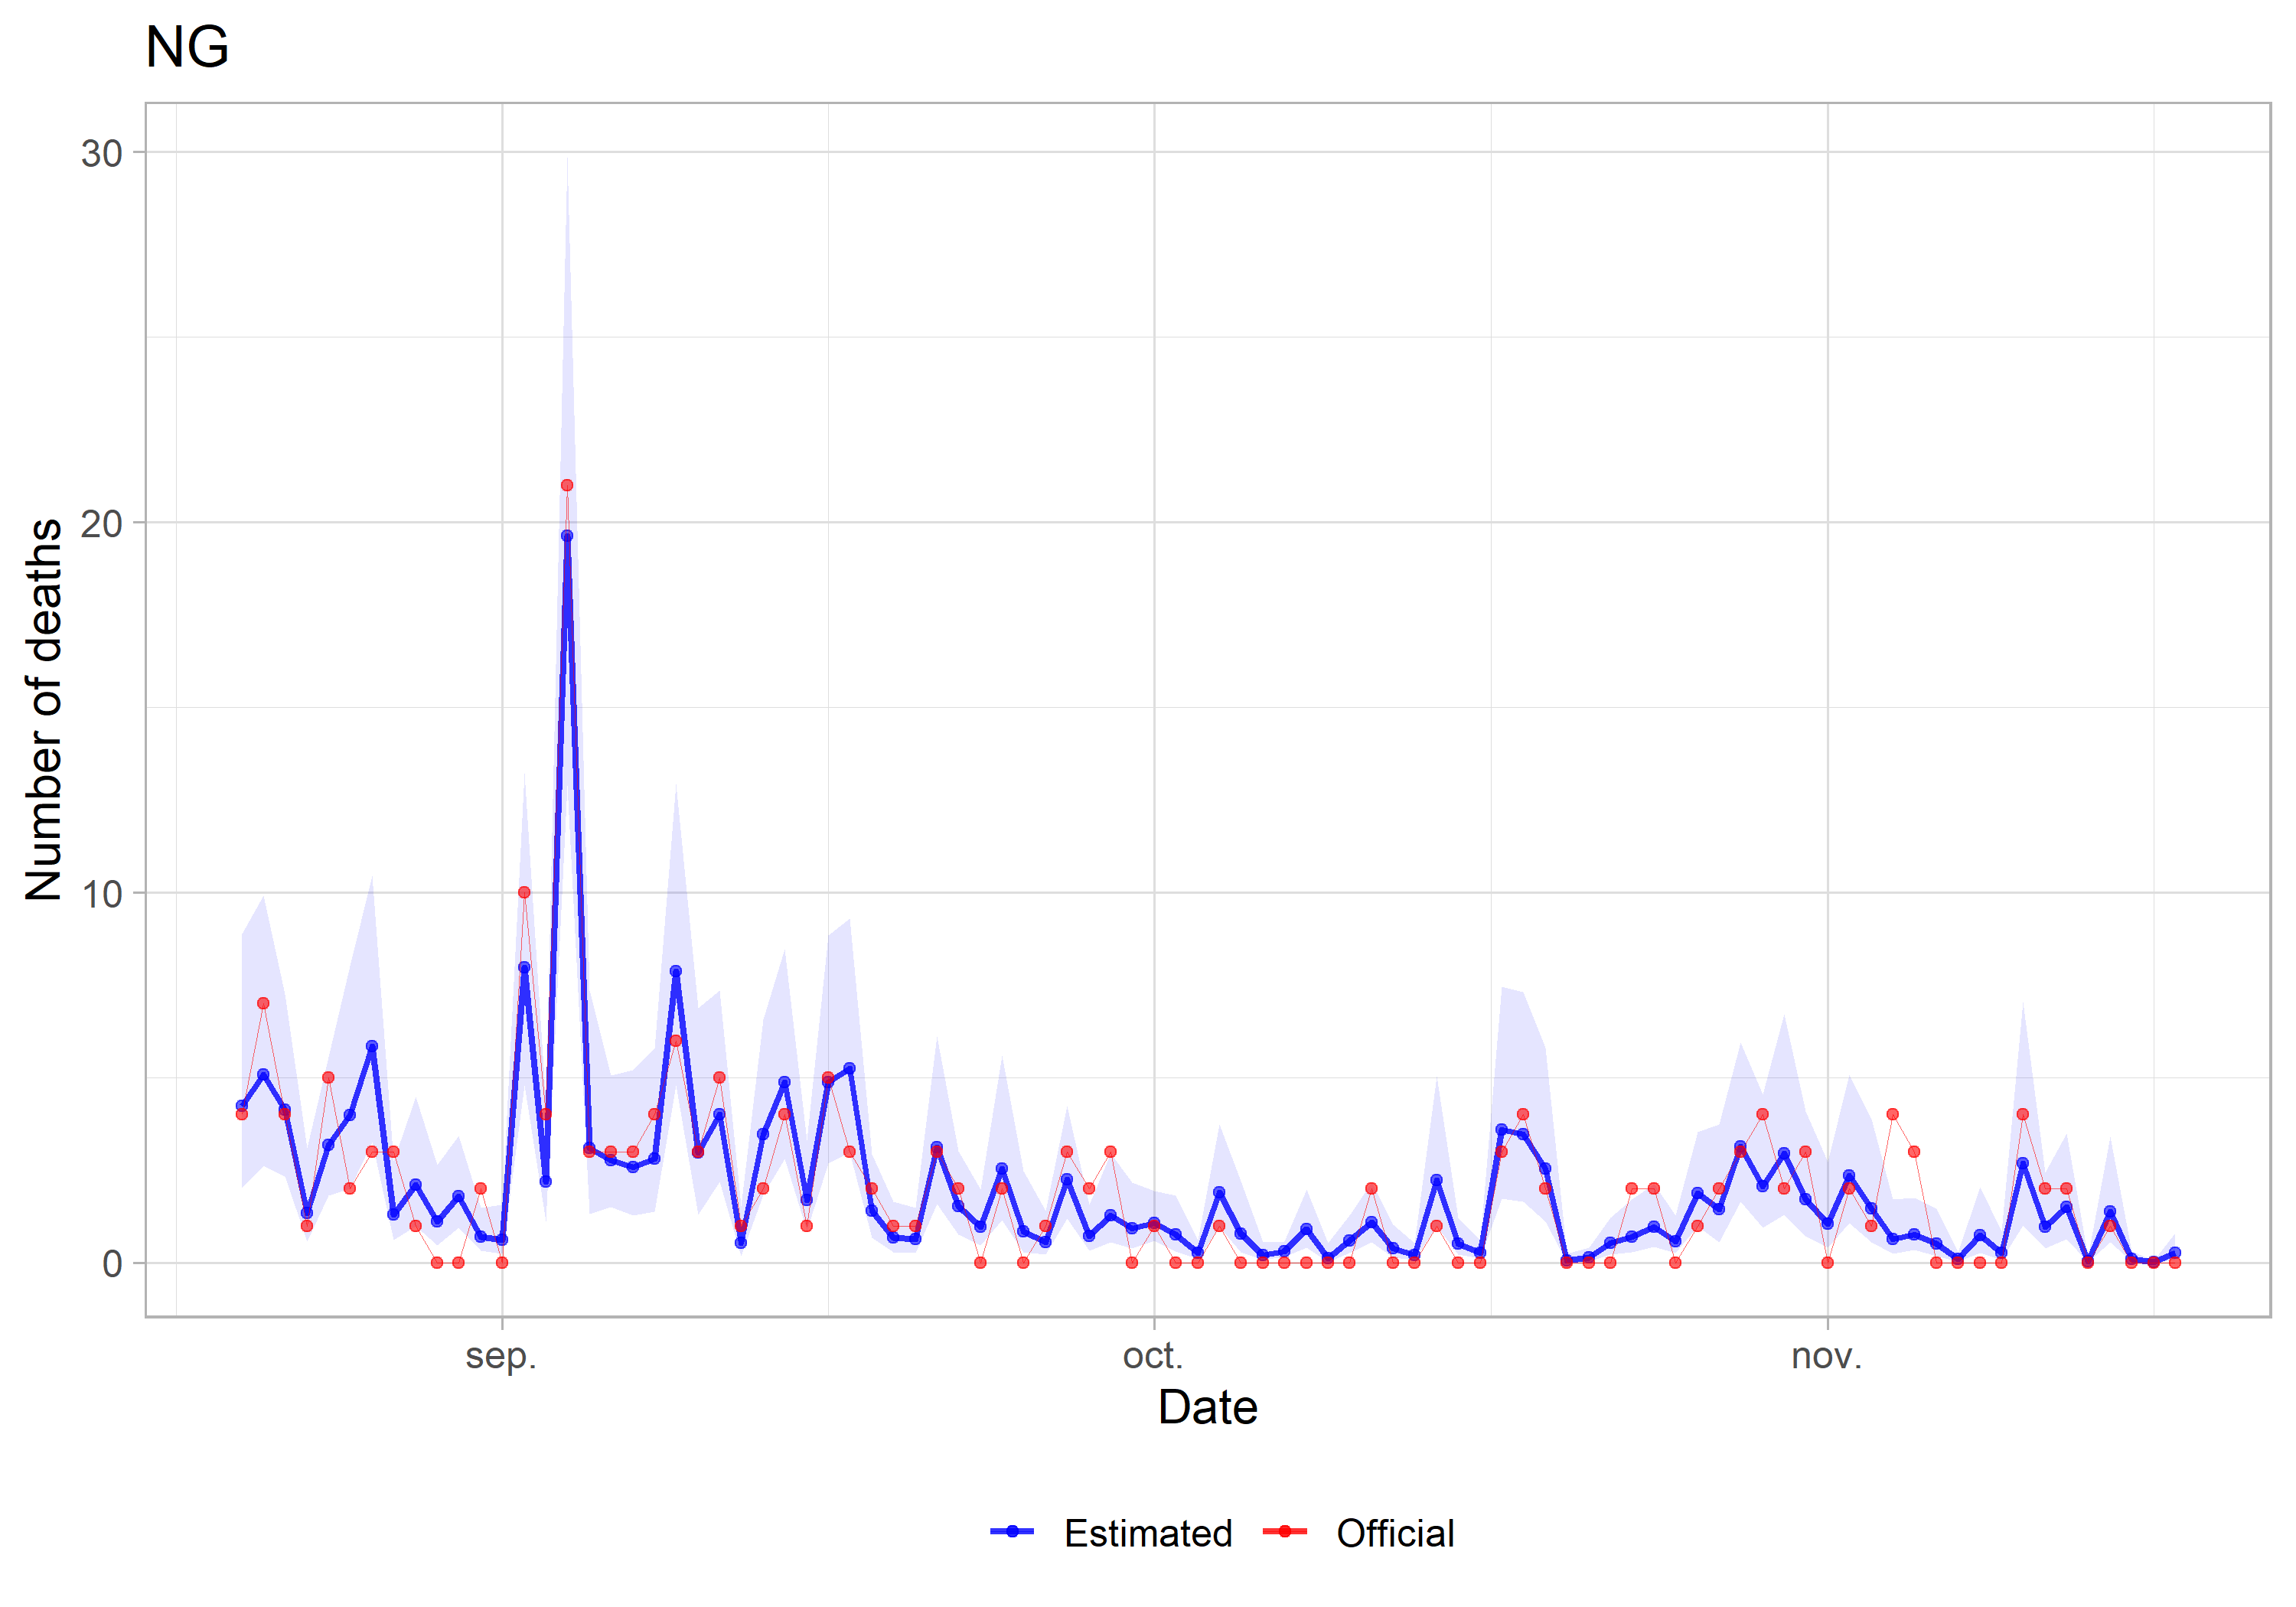 NG
30
20
10
0
Number of deaths
sep. oct. nov.
Date
Estimated Official